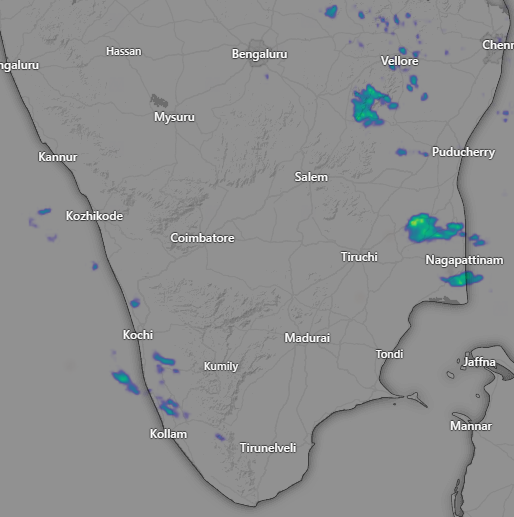 Hassan
Bengaluru
Chenn
ngaluru
Vellore
Mysuru
Kannur
Puducherry
Salem
Kozhikode
Coimbatore
Tiruchi
Nagapattinam
Kochi
Madurai
Tondi
Kumily
Jaffna
Mannar
Kollam
Tirunelveli